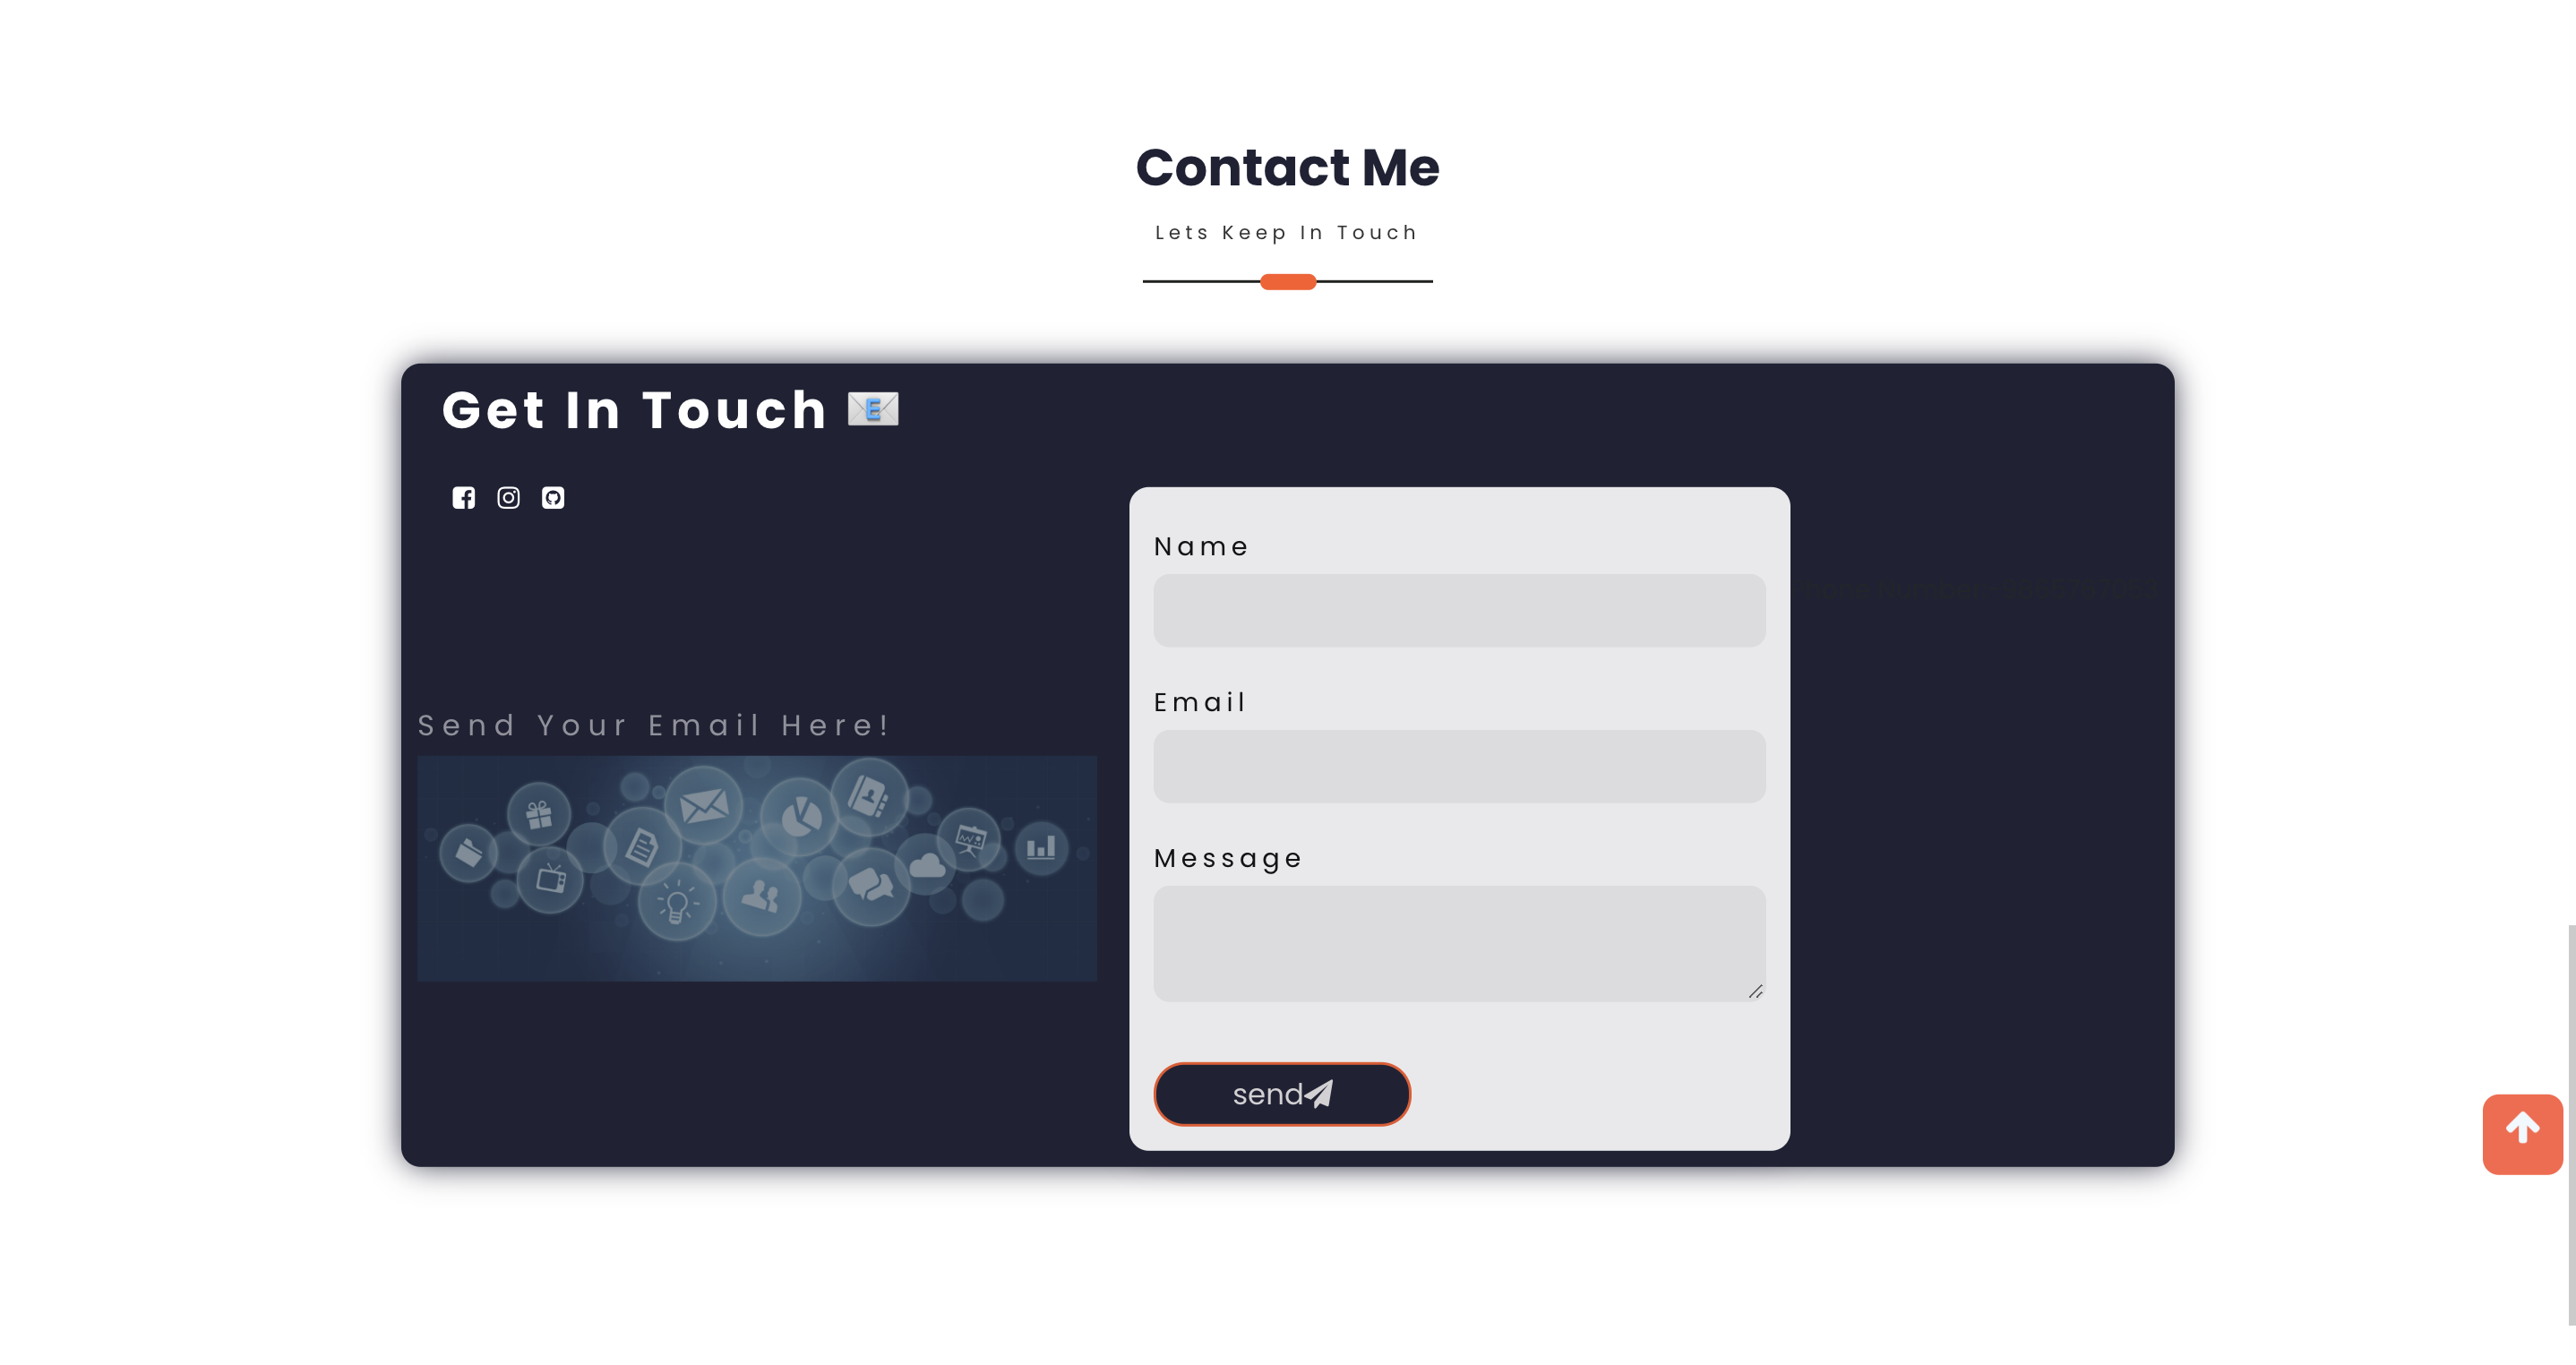 Contact Me
Lets Keep In Touch
Get In Touch 📧
Name
Send Your Email Here!
Email
Message
send